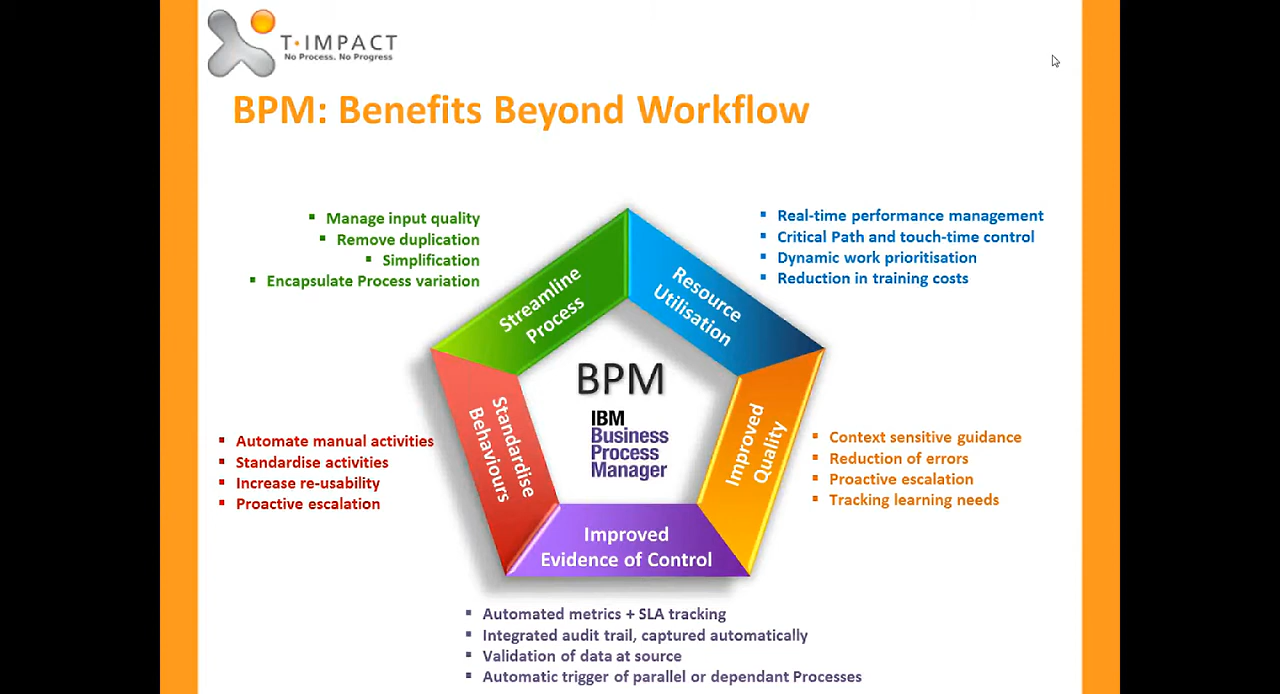 T·IMPACT
No Process. No Progress
BPM: Benefits Beyond Workflow
▪ Manage input quality
▪ Remove duplication
▪ Simplification
▪ Encapsulate Process variation
▪ Real-time performance management
▪ Critical Path and touch-time control
▪ Dynamic work prioritisation
▪ Reduction in training costs
Streamline
Process
Resource
Utilisation
BPM
IBM
Business
Process
Manager
Standardise
Behaviours
Improved
Quality
▪ Automate manual activities
▪ Standardise activities
▪ Increase re-usability
▪ Proactive escalation
▪ Context sensitive guidance
▪ Reduction of errors
▪ Proactive escalation
▪ Tracking learning needs
Improved
Evidence of Control
▪ Automated metrics + SLA tracking
▪ Integrated audit trail, captured automatically
▪ Validation of data at source
▪ Automatic trigger of parallel or dependant Processes